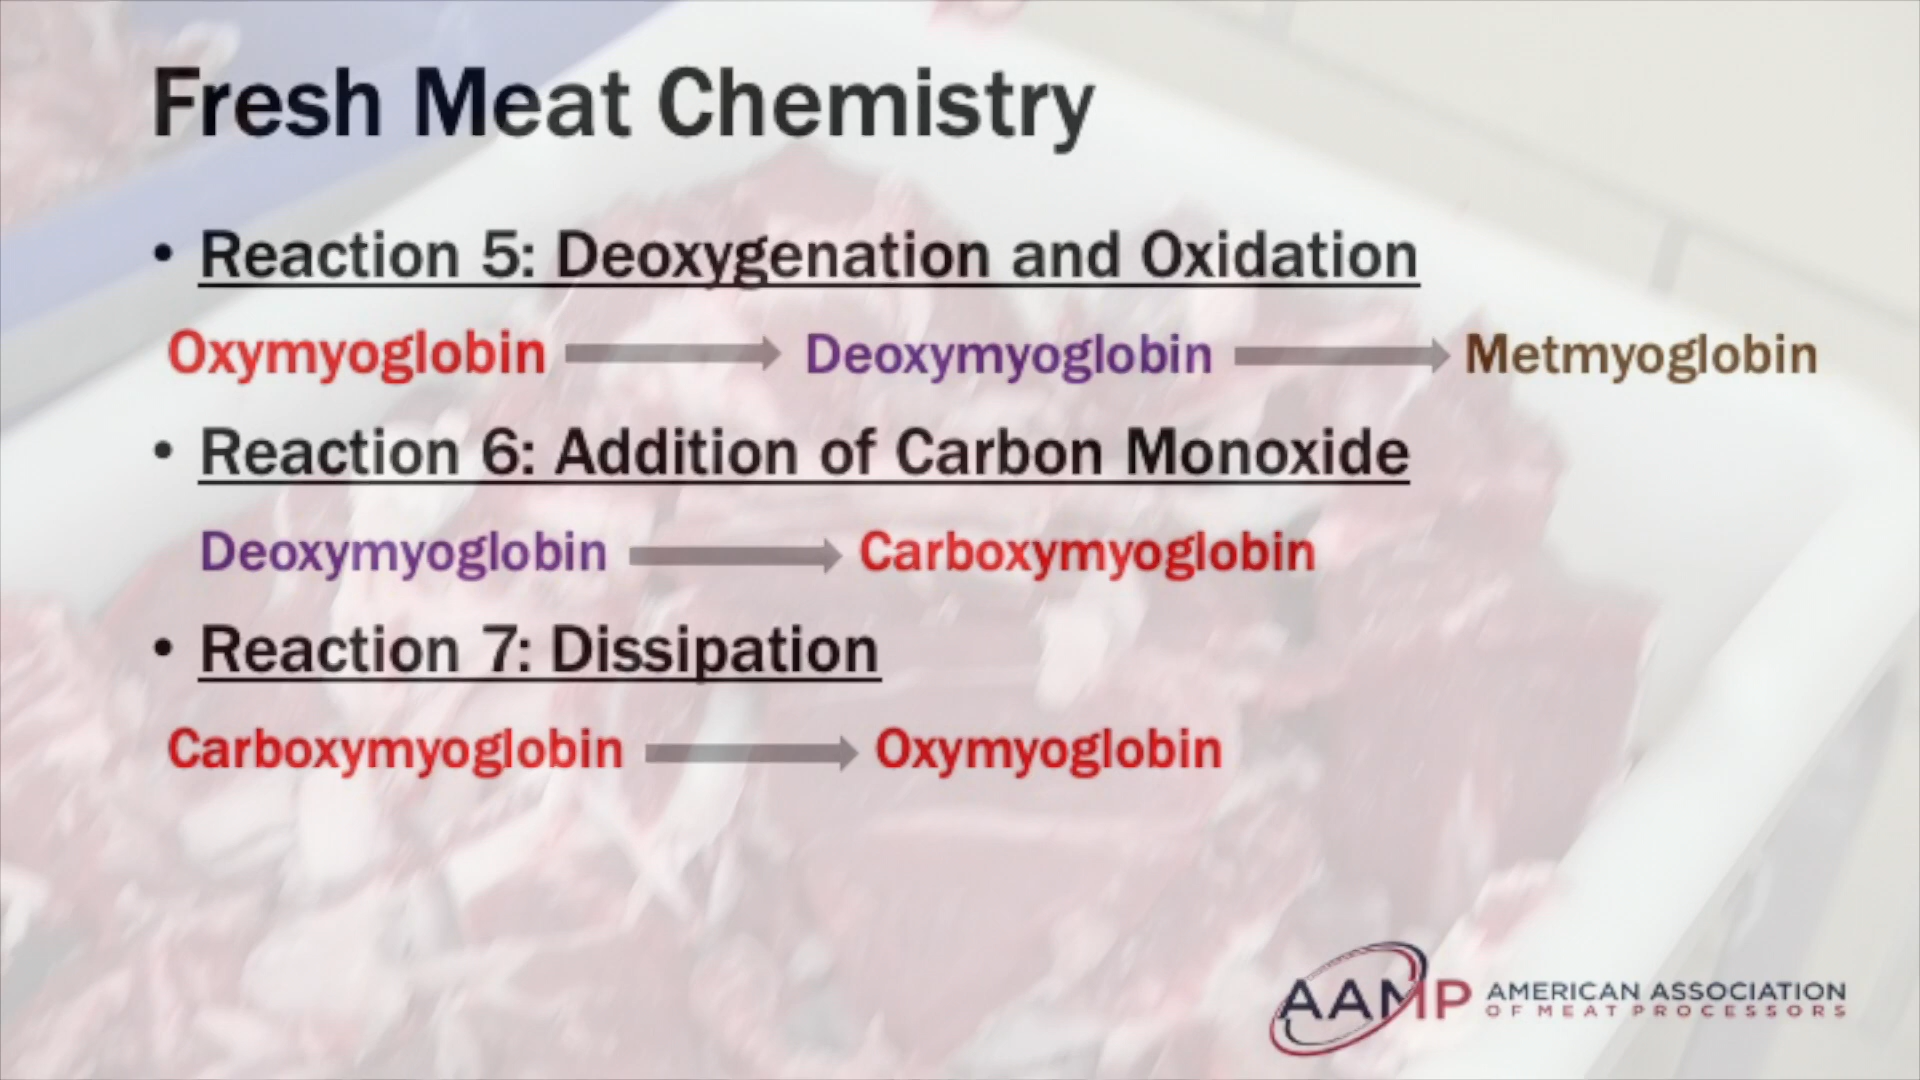 Fresh Meat Chemistry
• Reaction 5: Deoxygenation and Oxidation
Oxymyoglobin Deoxymyoglobin Metmyoglobin
• Reaction 6: Addition of Carbon Monoxide
Deoxymyoglobin Carboxymyoglobin
• Reaction 7: Dissipation
Carboxymyoglobin Oxymyoglobin
AAMP AMERICAN ASSOCIATION
OF MEAT PROCESSORS